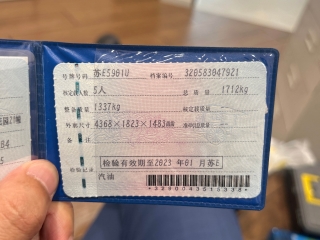 号牌号码 苏E5981U 档案编号 320583847921
核定载人数 5人 总质量 1712kg
整备质量 1337kg 核定载质量 --
外廓尺寸 4368×1823×1483mm 准牵引总质量 --
备注
检验有效期至2023年01月苏E
检验记录
汽油
*3280043515338*